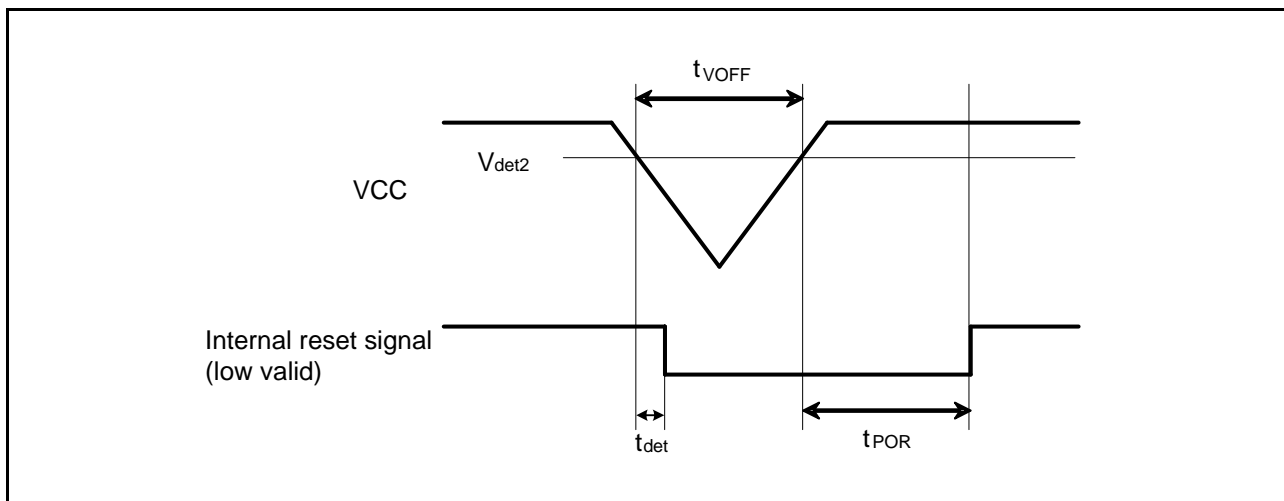 tVOFF
Vdet2
VCC
Internal reset signal
(low valid)
tdet
tPOR